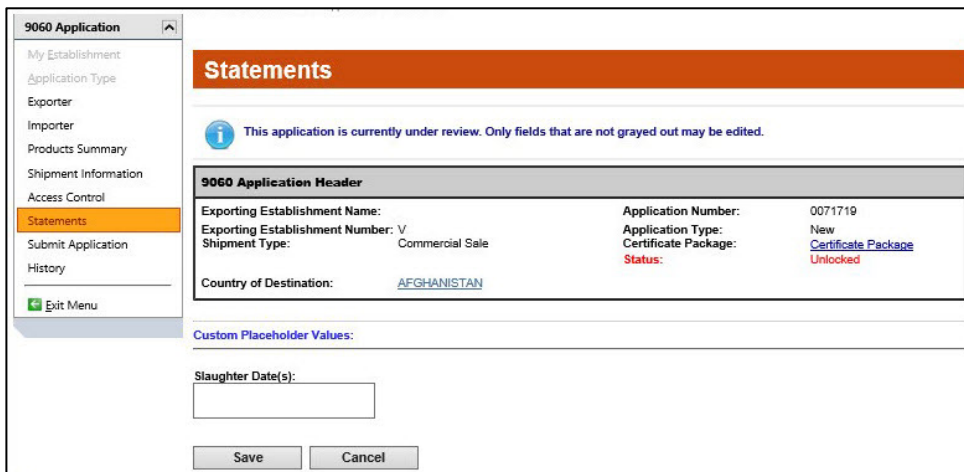 9060 Application
My Establishment
Application Type
Exporter
Importer
Products Summary
Shipment Information
Access Control
Statements
Submit Application
History
Exit Menu
Statements
This application is currently under review. Only fields that are not grayed out may be edited.
9060 Application Header
Exporting Establishment Name:
Application Number: 0071719
Exporting Establishment Number: V
Application Type: New
Shipment Type: Commercial Sale
Certificate Package: Certificate Package
Status: Unlocked
Country of Destination: AFGHANISTAN
Custom Placeholder Values:
Slaughter Date(s):
Save Cancel